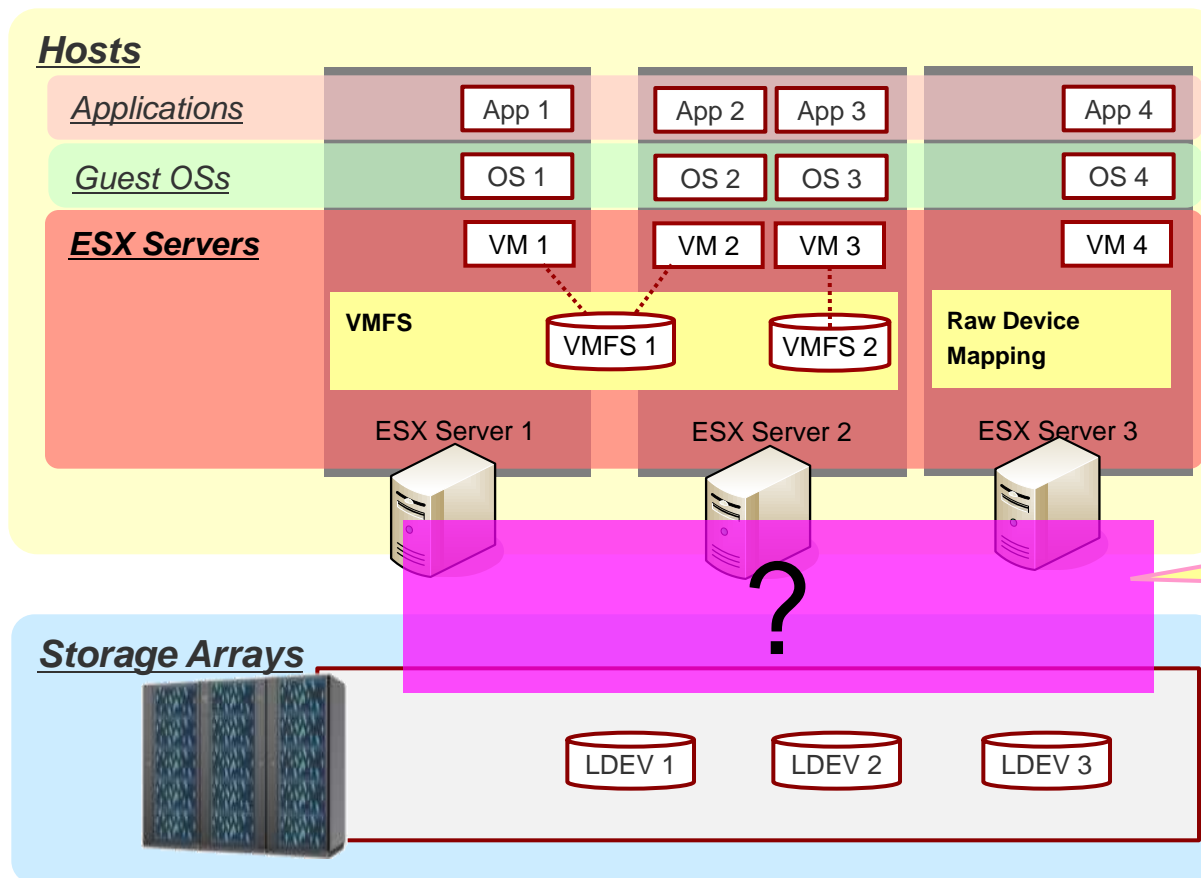 Hosts
Applications
App 1
App 2
App 3
App 4
Guest OSs
OS 1
OS 2
OS 3
OS 4
ESX Servers
VM 1
VM 2
VM 3
VM 4
VMFS
VMFS 1
VMFS 2
Raw Device
Mapping
ESX Server 1
ESX Server 2
ESX Server 3
?
Storage Arrays
LDEV 1
LDEV 2
LDEV 3